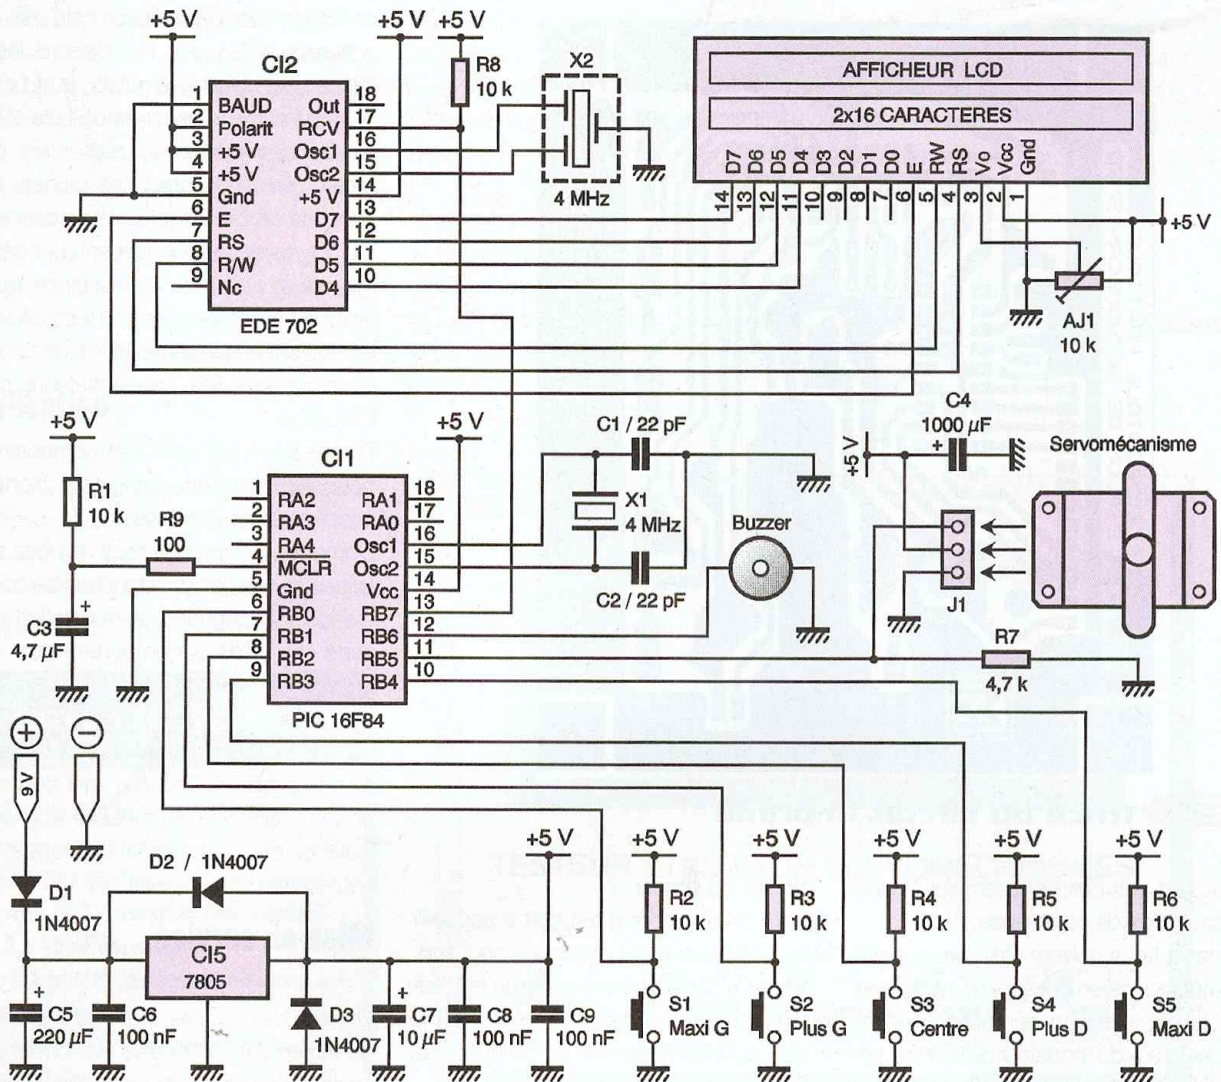 +5 V
+5 V
+5 V
CI2
R8
10 k
X2
4 MHz
1 BAUD
2 Polarit
3 +5 V
4 +5 V
5 Gnd
6 E
7 RS
8 R/W
9 Nc
Out 18
RCV 17
Osc1 16
Osc2 15
+5 V 14
D7 13
D6 12
D5 11
D4 10
EDE 702
AFFICHEUR LCD
2x16 CARACTERES
D7 D6 D5 D4 D3 D2 D1 D0 E R/W RS Vo Vcc Gnd
14 13 12 11 10 9 8 7 6 5 4 3 2 1
+5 V
AJ1
10 k
+5 V
R1
10 k
R9
100
C3
4,7 µF
+
+5 V
CI1
1 RA2
2 RA3
3 RA4
4 MCLR
5 Gnd
6 RB0
7 RB1
8 RB2
9 RB3
RA1 18
RA0 17
Osc1 16
Osc2 15
Vcc 14
RB7 13
RB6 12
RB5 11
RB4 10
PIC 16F84
C1 / 22 pF
X1
4 MHz
C2 / 22 pF
Buzzer
+5 V
C4
1000 µF
+
Servomécanisme
J1
R7
4,7 k
+
−
9V
D1
1N4007
D2 / 1N4007
CI5
7805
D3
1N4007
C5
220 µF
+
C6
100 nF
C7
10 µF
+
C8
100 nF
C9
100 nF
+5 V
+5 V
R2
10 k
S1
Maxi G
+5 V
R3
10 k
S2
Plus G
+5 V
R4
10 k
S3
Centre
+5 V
R5
10 k
S4
Plus D
+5 V
R6
10 k
S5
Maxi D